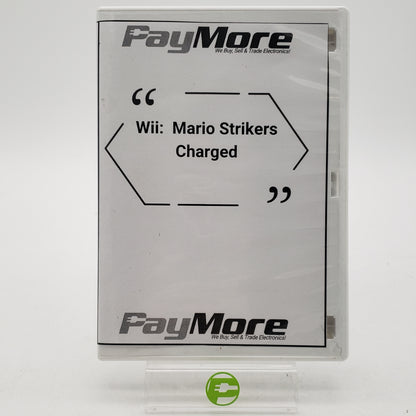 PayMore
We Buy, Sell & Trade Electronics!
“
Wii: Mario Strikers
Charged
”
PayMore
We Buy, Sell & Trade Electronics!